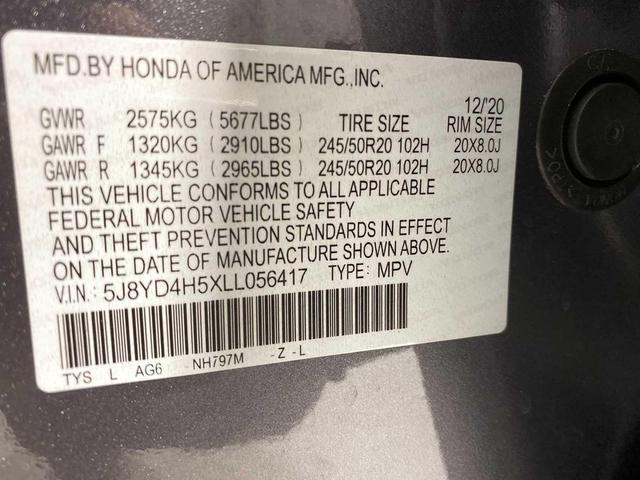 MFD.BY HONDA OF AMERICA MFG.,INC.
12/'20
GVWR 2575KG (5677LBS) TIRE SIZE RIM SIZE
GAWR F 1320KG (2910LBS) 245/50R20 102H 20X8.0J
GAWR R 1345KG (2965LBS) 245/50R20 102H 20X8.0J
THIS VEHICLE CONFORMS TO ALL APPLICABLE
FEDERAL MOTOR VEHICLE SAFETY
AND THEFT PREVENTION STANDARDS IN EFFECT
ON THE DATE OF MANUFACTURE SHOWN ABOVE.
V.I.N.: 5J8YD4H5XLL056417 TYPE: MPV
TYS L AG6 NH797M -Z-L